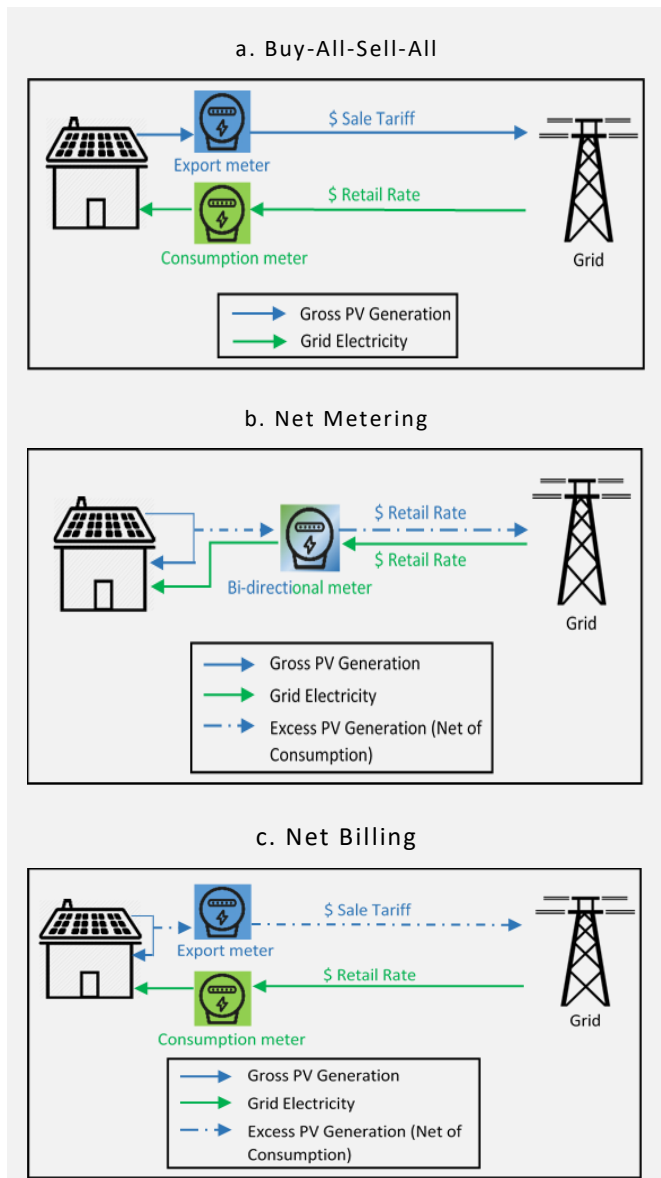 a. Buy-All-Sell-All
$ Sale Tariff
Export meter
$ Retail Rate
Consumption meter
Grid
Gross PV Generation
Grid Electricity
b. Net Metering
$ Retail Rate
$ Retail Rate
Bi-directional meter
Grid
Gross PV Generation
Grid Electricity
Excess PV Generation (Net of
Consumption)
c. Net Billing
$ Sale Tariff
Export meter
$ Retail Rate
Consumption meter
Grid
Gross PV Generation
Grid Electricity
Excess PV Generation (Net of
Consumption)